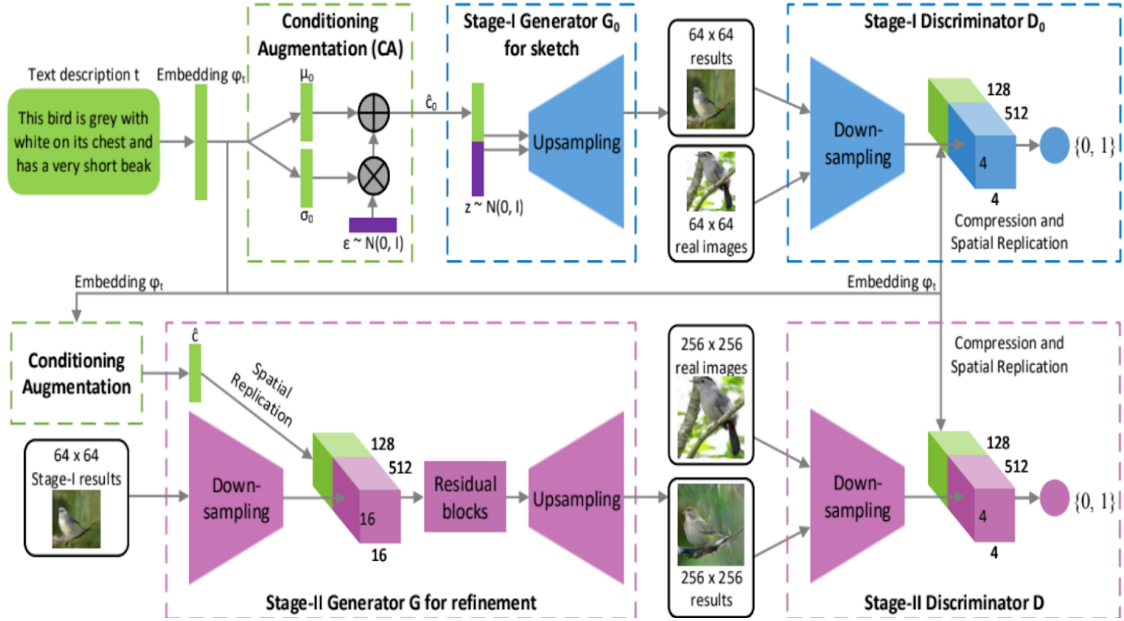 Conditioning
Augmentation (CA)
Stage-I Generator G₀
for sketch
Stage-I Discriminator D₀
Text description t
Embedding φₜ
This bird is grey with
white on its chest and
has a very short beak
μ₀
σ₀
ε ~ N(0, I)
ĉ₀
z ~ N(0, I)
Upsampling
64 x 64
results
64 x 64
real images
Down-
sampling
128
512
4
4
{0, 1}
Compression and
Spatial Replication
Embedding φₜ
Embedding φₜ
Conditioning
Augmentation
64 x 64
Stage-I results
ĉ
Spatial
Replication
Down-
sampling
128
512
16
16
Residual
blocks
Upsampling
Stage-II Generator G for refinement
256 x 256
real images
256 x 256
results
Compression and
Spatial Replication
Down-
sampling
128
512
4
4
{0, 1}
Stage-II Discriminator D